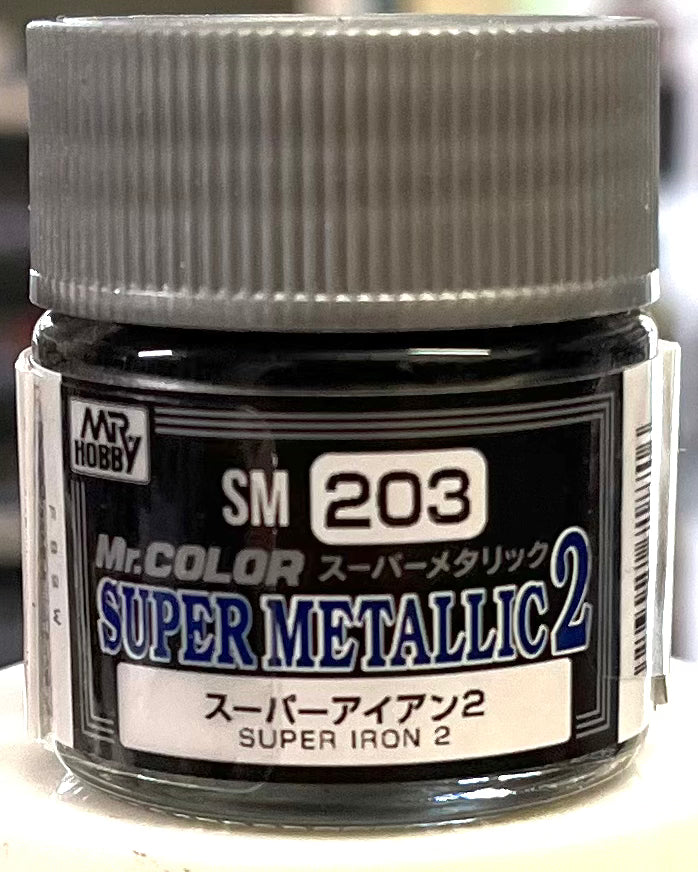 MR.
HOBBY
SM 203
Mr.COLOR スーパーメタリック
SUPER METALLIC 2
スーパーアイアン2
SUPER IRON 2